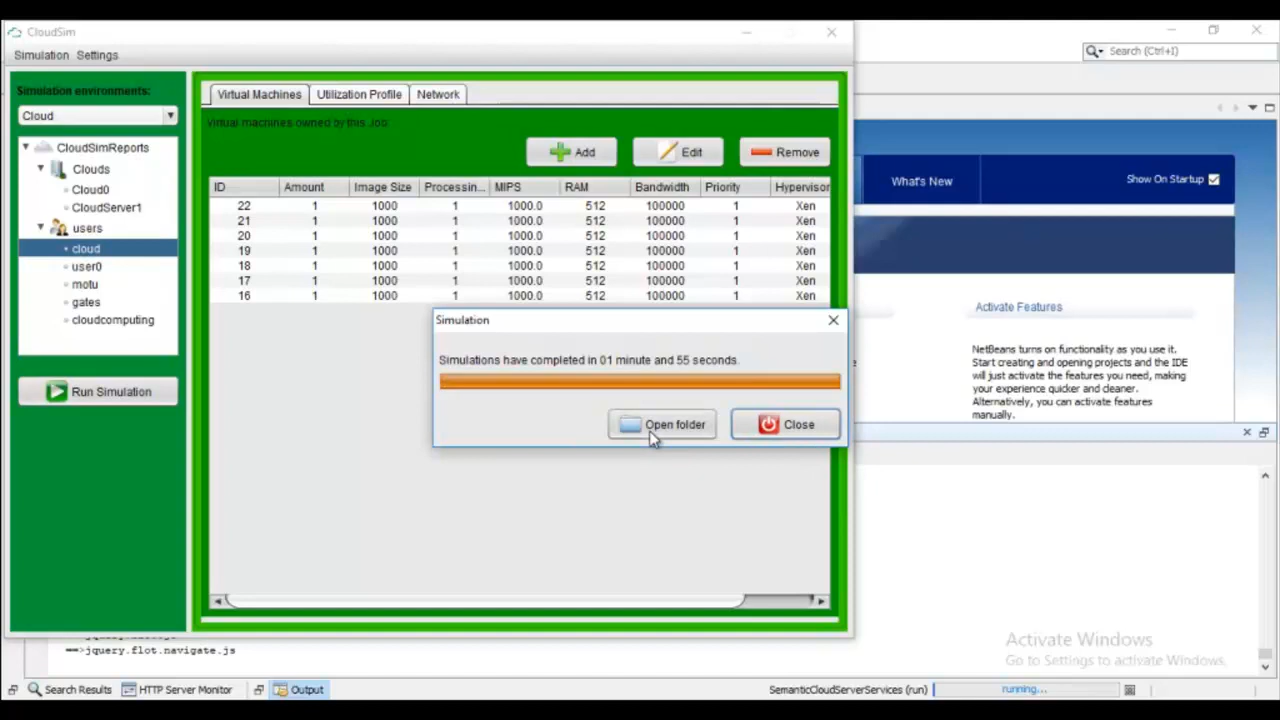 CloudSim
Simulation Settings
Search (Ctrl+I)
Simulation environments:
Cloud
CloudSimReports
Clouds
Cloud0
CloudServer1
users
cloud
user0
motu
gates
cloudcomputing
Run Simulation
Virtual Machines Utilization Profile Network
Virtual machines owned by this Job:
Add Edit Remove
ID Amount Image Size Processin... MIPS RAM Bandwidth Priority Hypervisor
22 1 1000 1 1000.0 512 100000 1 Xen
21 1 1000 1 1000.0 512 100000 1 Xen
20 1 1000 1 1000.0 512 100000 1 Xen
19 1 1000 1 1000.0 512 100000 1 Xen
18 1 1000 1 1000.0 512 100000 1 Xen
17 1 1000 1 1000.0 512 100000 1 Xen
16 1 1000 1 1000.0 512 100000 1 Xen
Simulation
Simulations have completed in 01 minute and 55 seconds.
Open folder Close
What's New
Show On Startup
Activate Features
NetBeans turns on functionality as you use it.
Start creating and opening projects and the IDE
will just activate the features you need, making
your experience quicker and cleaner.
Alternatively, you can activate features
manually.
==>jquery.flot.navigate.js
Activate Windows
Go to Settings to activate Windows.
Search Results HTTP Server Monitor Output
SemanticCloudServerServices (run) running...